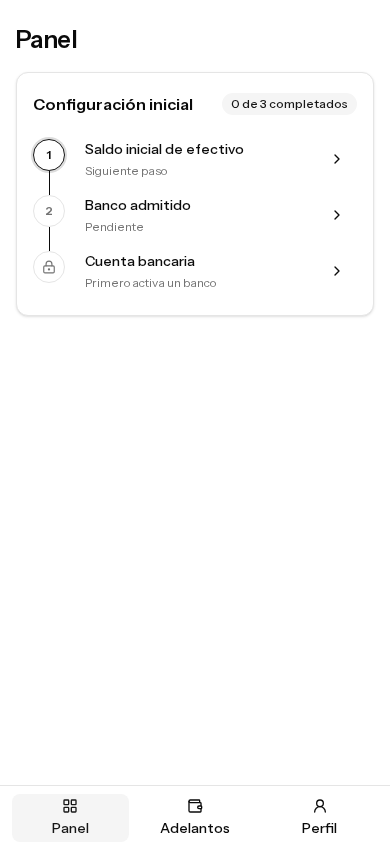 Panel
Configuración inicial
0 de 3 completados
1
Saldo inicial de efectivo
Siguiente paso
2
Banco admitido
Pendiente
Cuenta bancaria
Primero activa un banco
Panel
Adelantos
Perfil